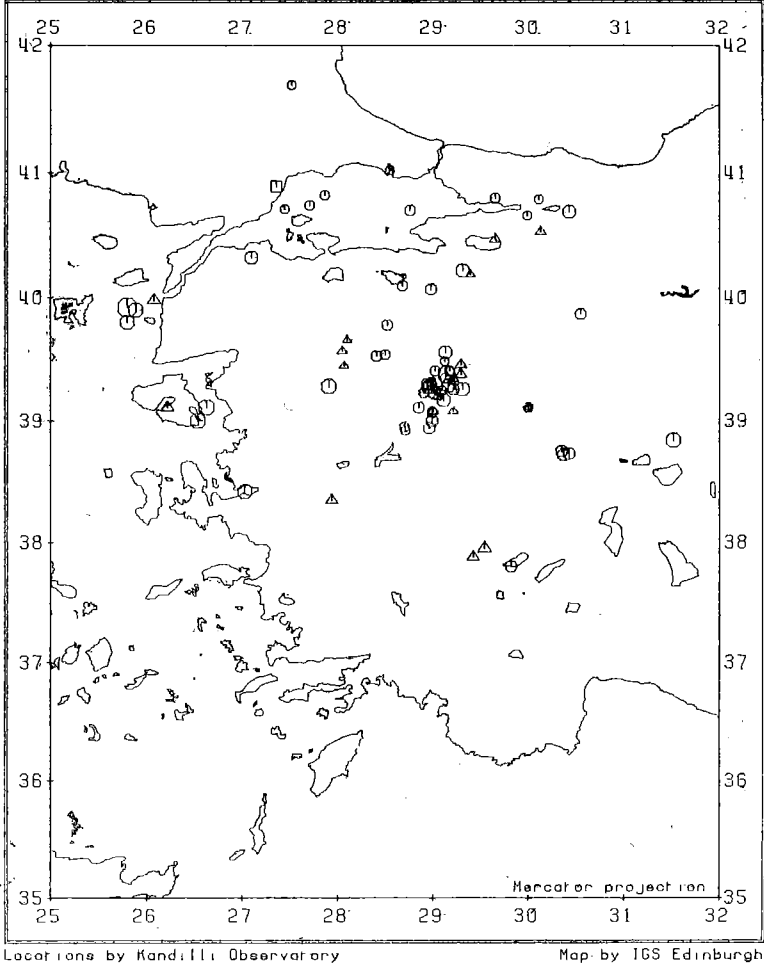 25 26 27. 28 29. 30. 31 32
42 42
41 41
40 40
39 39
38 38
37 37
36 36
35 35
Mercator projection
25 26 27 28 29 30 31 32
Locations by Kandilli Observatory Map by IGS Edinburgh